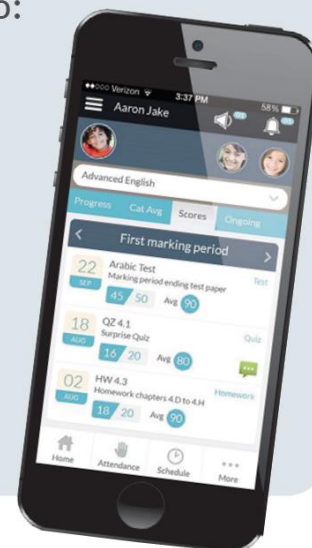 o:
Verizon 3:37 PM 58%
Aaron Jake
Advanced English
Progress Cat Avg Scores Ongoing
First marking period
22 SEP
Arabic Test
Test
Marking period ending test paper
45 / 50 Avg 90
18 AUG
QZ 4.1
Quiz
Surprise Quiz
16 / 20 Avg 80
02 AUG
HW 4.3
Homework
Homework chapters 4.D to 4.H
18 / 20 Avg 90
Home Attendance Schedule More